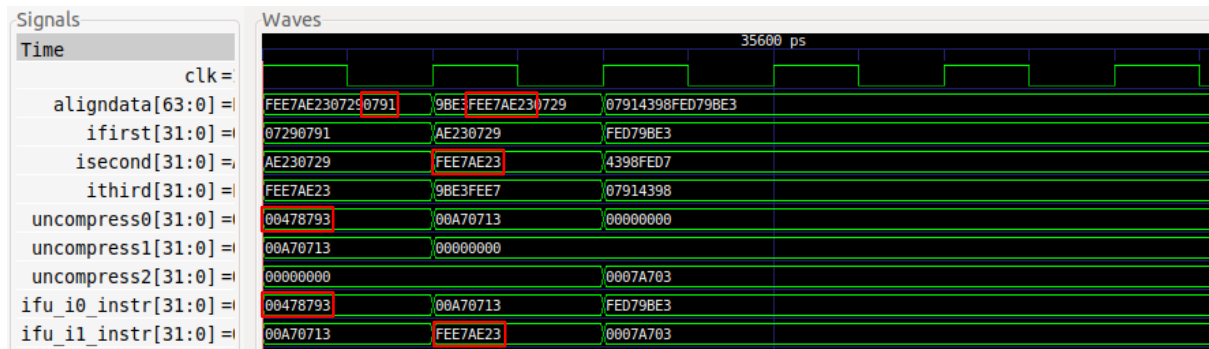 Signals Waves
Time 35600 ps
clk=
aligndata[63:0]= FEE7AE2307290791 9BE3FEE7AE230729 07914398FED79BE3
ifirst[31:0]= 07290791 AE230729 FED79BE3
isecond[31:0]= AE230729 FEE7AE23 4398FED7
ithird[31:0]= FEE7AE23 9BE3FEE7 07914398
uncompress0[31:0]= 00478793 00A70713 00000000
uncompress1[31:0]= 00A70713 00000000
uncompress2[31:0]= 00000000 0007A703
ifu_i0_instr[31:0]= 00478793 00A70713 FED79BE3
ifu_i1_instr[31:0]= 00A70713 FEE7AE23 0007A703